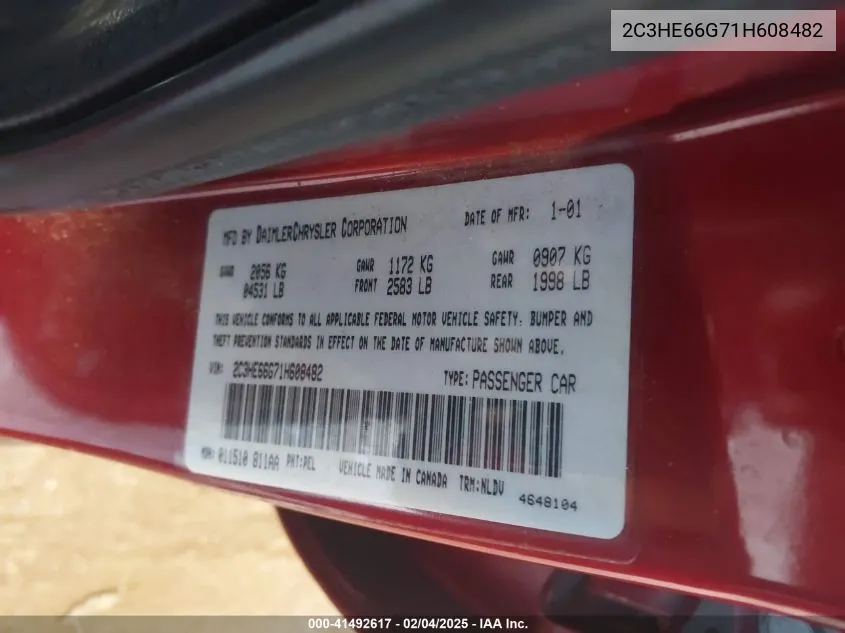 2C3HE66G71H608482
MFD BY DAIMLERCHRYSLER CORPORATION DATE OF MFR: 1-01
GVWR 2056 KG GAWR 1172 KG GAWR 0907 KG
04531 LB FRONT 2583 LB REAR 1998 LB
THIS VEHICLE CONFORMS TO ALL APPLICABLE FEDERAL MOTOR VEHICLE SAFETY, BUMPER AND
THEFT PREVENTION STANDARDS IN EFFECT ON THE DATE OF MANUFACTURE SHOWN ABOVE.
VIN: 2C3HE66G71H608482 TYPE: PASSENGER CAR
MDH: 011510 811AA PNT: PEL VEHICLE MADE IN CANADA TRM: NLDV
4648104
000-41492617 - 02/04/2025 - IAA Inc.